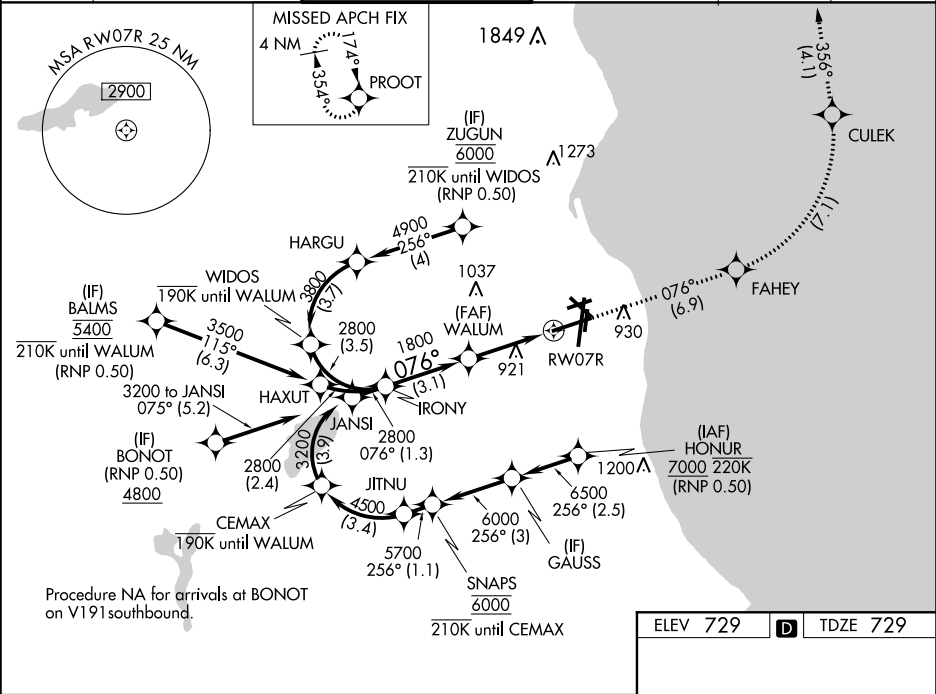 MSA RW07R 25 NM
2900
MISSED APCH FIX
4 NM
174°
354°
PROOT
1849
356°
(4.1)
CULEK
(IF)
ZUGUN
6000
210K until WIDOS
(RNP 0.50)
1273
4900
256°
(4)
HARGU
(7.1)
WIDOS
190K until WALUM
3800
(3.7)
1037
FAHEY
(IF)
BALMS
5400
210K until WALUM
(RNP 0.50)
3500
115°
(6.3)
2800
(3.5)
1800
076°
(3.1)
(FAF)
WALUM
076°
(6.9)
930
921
RW07R
3200 to JANSI
075° (5.2)
HAXUT
IRONY
JANSI
(IF)
BONOT
(RNP 0.50)
4800
2800
(2.4)
3200
(3.9)
2800
076° (1.3)
(IAF)
HONUR
7000 220K
(RNP 0.50)
1200
JITNU
4500
(3.4)
6500
256° (2.5)
6000
256° (3)
CEMAX
190K until WALUM
5700
256° (1.1)
(IF)
GAUSS
SNAPS
6000
210K until CEMAX
Procedure NA for arrivals at BONOT
on V191southbound.
ELEV 729 D TDZE 729